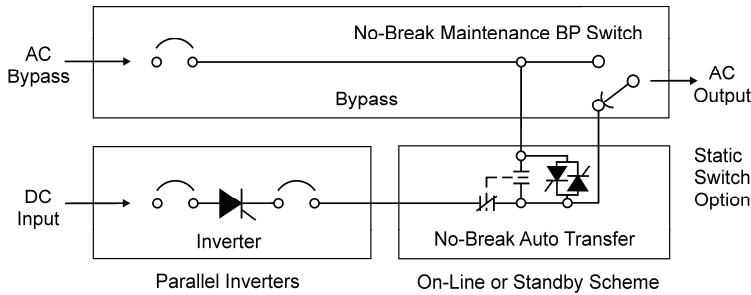 No-Break Maintenance BP Switch
AC
Bypass
AC
Output
Bypass
Static
Switch
Option
DC
Input
Inverter
No-Break Auto Transfer
Parallel Inverters
On-Line or Standby Scheme